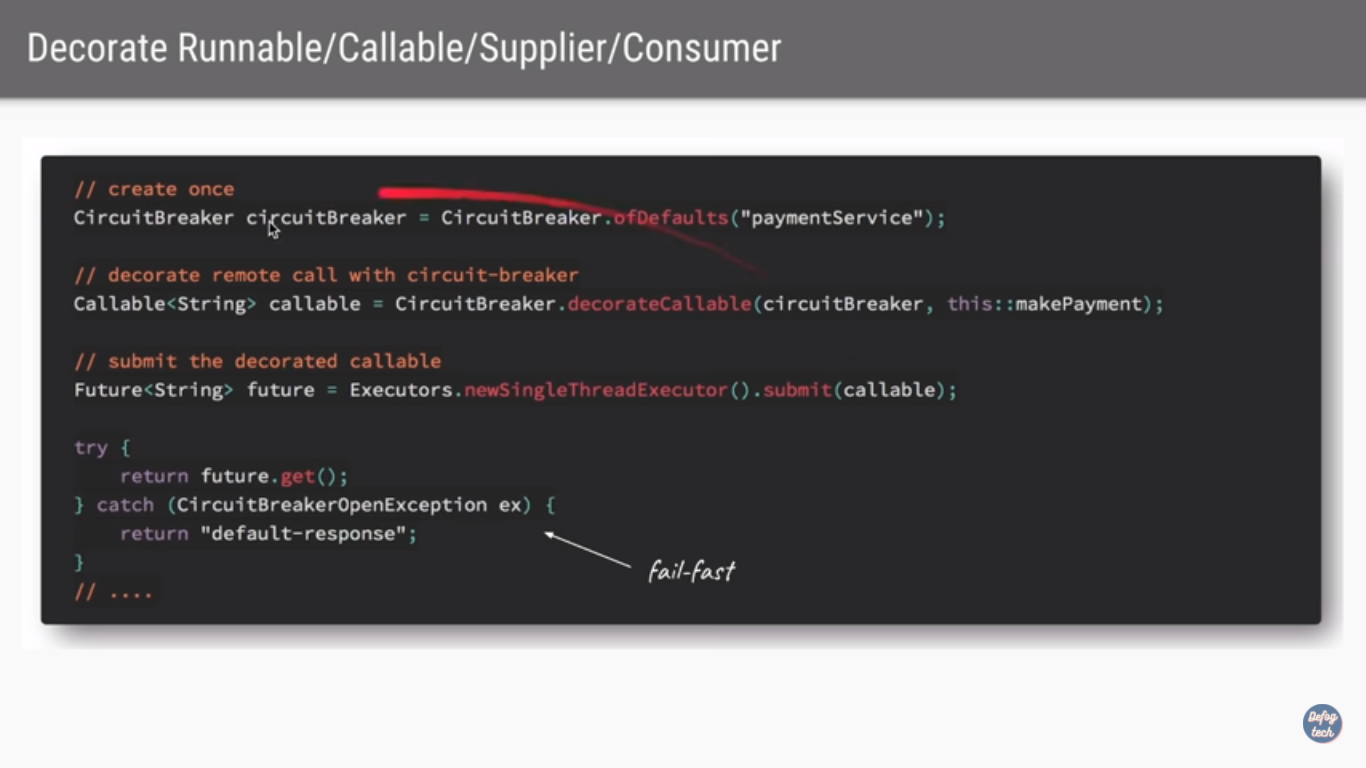 Decorate Runnable/Callable/Supplier/Consumer
// create once
CircuitBreaker circuitBreaker = CircuitBreaker.ofDefaults("paymentService");
// decorate remote call with circuit-breaker
Callable<String> callable = CircuitBreaker.decorateCallable(circuitBreaker, this::makePayment);
// submit the decorated callable
Future<String> future = Executors.newSingleThreadExecutor().submit(callable);
try {
    return future.get();
} catch (CircuitBreakerOpenException ex) {
    return "default-response";
}
fail-fast
// ....
Defog
tech